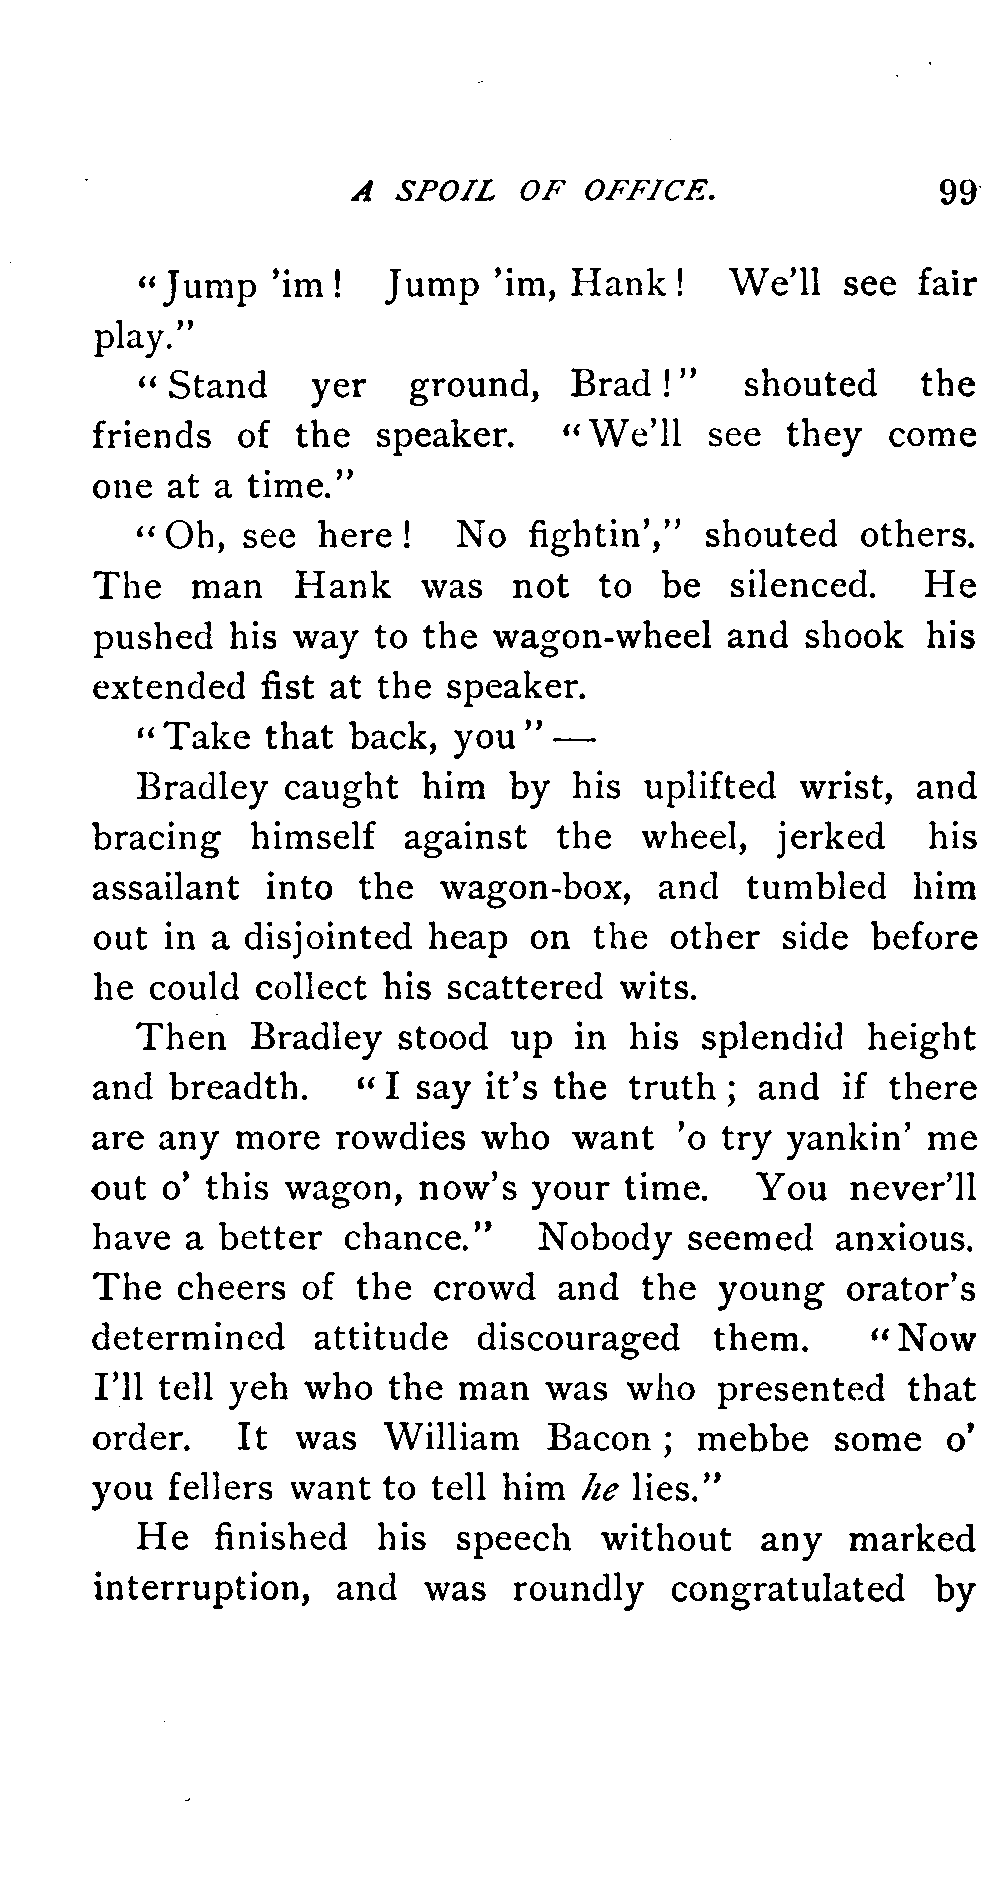 A SPOIL OF OFFICE. 99
"Jump 'im! Jump 'im, Hank! We'll see fair
play."
"Stand yer ground, Brad!" shouted the
friends of the speaker. "We'll see they come
one at a time."
"Oh, see here! No fightin'," shouted others.
The man Hank was not to be silenced. He
pushed his way to the wagon-wheel and shook his
extended fist at the speaker.
"Take that back, you"—
Bradley caught him by his uplifted wrist, and
bracing himself against the wheel, jerked his
assailant into the wagon-box, and tumbled him
out in a disjointed heap on the other side before
he could collect his scattered wits.
Then Bradley stood up in his splendid height
and breadth. "I say it's the truth; and if there
are any more rowdies who want 'o try yankin' me
out o' this wagon, now's your time. You never'll
have a better chance." Nobody seemed anxious.
The cheers of the crowd and the young orator's
determined attitude discouraged them. "Now
I'll tell yeh who the man was who presented that
order. It was William Bacon; mebbe some o'
you fellers want to tell him he lies."
He finished his speech without any marked
interruption, and was roundly congratulated by